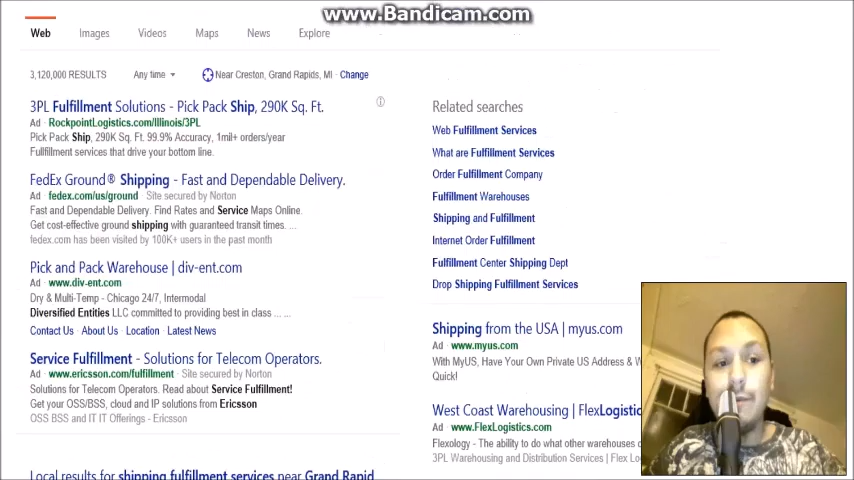 www.Bandicam.com
Web Images Videos Maps News Explore
3,120,000 RESULTS Any time Near Creston, Grand Rapids, MI · Change
3PL Fulfillment Solutions - Pick Pack Ship, 290K Sq. Ft.
Ad · RockpointLogistics.com/Illinois/3PL
Pick Pack Ship, 290K Sq. Ft. 99.9% Accuracy, 1mil+ orders/year
Fullfillment services that drive your bottom line.
FedEx Ground® Shipping - Fast and Dependable Delivery.
Ad · fedex.com/us/ground Site secured by Norton
Fast and Dependable Delivery. Find Rates and Service Maps Online.
Get cost-effective ground shipping with guaranteed transit times. ...
fedex.com has been visited by 100K+ users in the past month
Pick and Pack Warehouse | div-ent.com
Ad · www.div-ent.com
Dry & Multi-Temp - Chicago 24/7, Intermodal
Diversified Entities LLC committed to providing best in class ... ...
Contact Us · About Us · Location · Latest News
Service Fulfillment - Solutions for Telecom Operators.
Ad · www.ericsson.com/fulfillment · Site secured by Norton
Solutions for Telecom Operators. Read about Service Fulfillment!
Get your OSS/BSS, cloud and IP solutions from Ericsson
OSS BSS and IT IT Offerings - Ericsson
Local results for shipping fulfillment services near Grand Rapid
Related searches
Web Fulfillment Services
What are Fulfillment Services
Order Fulfillment Company
Fulfillment Warehouses
Shipping and Fulfillment
Internet Order Fulfillment
Fulfillment Center Shipping Dept
Drop Shipping Fulfillment Services
Shipping from the USA | myus.com
Ad · www.myus.com
With MyUS, Have Your Own Private US Address & W
Quick!
West Coast Warehousing | FlexLogistic
Ad · www.FlexLogistics.com
Flexology - The ability to do what other warehouses c
3PL Warehousing and Distribution Services | Flex Lo